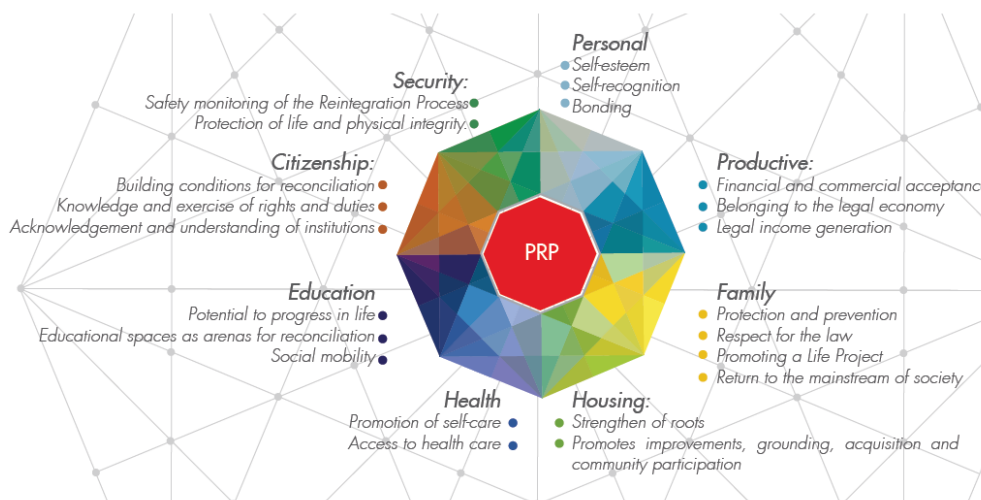 Personal
Self-esteem
Self-recognition
Bonding
Security:
Safety monitoring of the Reintegration Process
Protection of life and physical integrity.
Citizenship:
Building conditions for reconciliation
Knowledge and exercise of rights and duties
Acknowledgement and understanding of institutions
Productive:
Financial and commercial acceptance
Belonging to the legal economy
Legal income generation
PRP
Education
Potential to progress in life
Educational spaces as arenas for reconciliation
Social mobility
Family
Protection and prevention
Respect for the law
Promoting a Life Project
Return to the mainstream of society
Health
Promotion of self-care
Access to health care
Housing:
Strengthen of roots
Promotes improvements, grounding, acquisition and
community participation